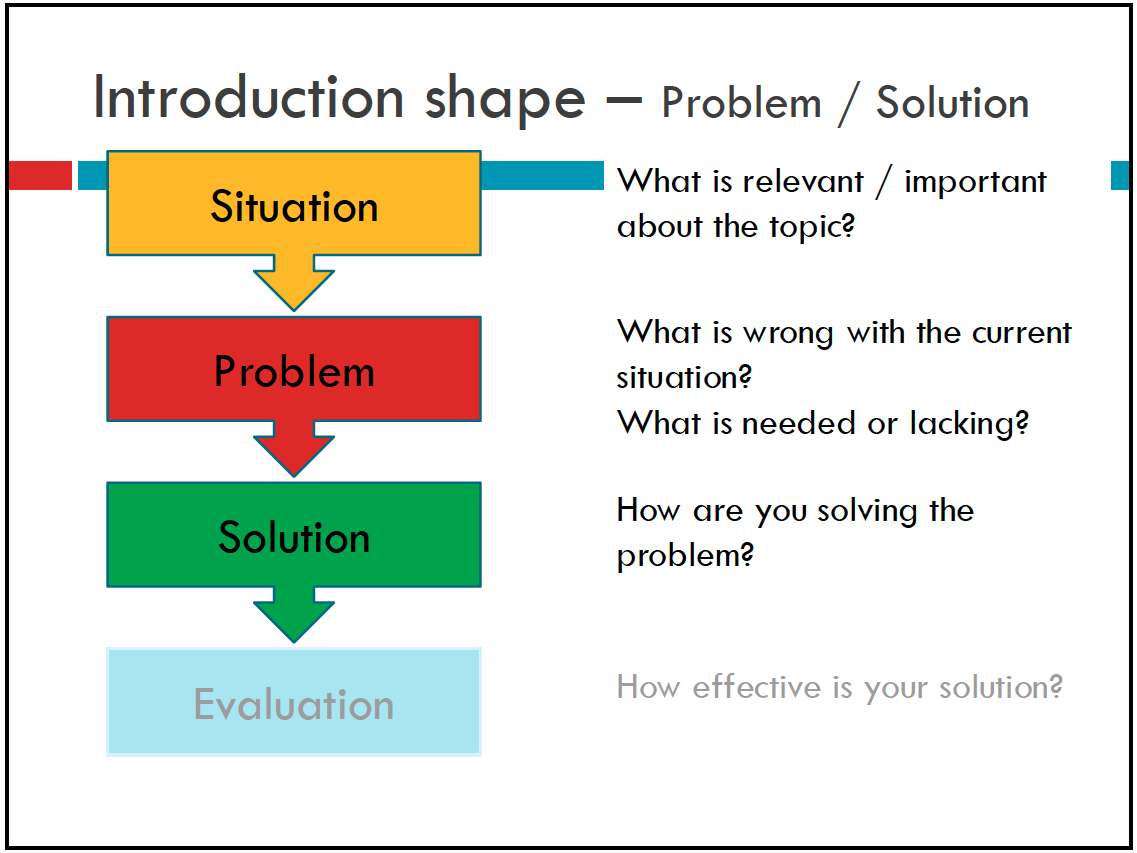 Introduction shape – Problem / Solution
Situation
What is relevant / important
about the topic?
Problem
What is wrong with the current
situation?
What is needed or lacking?
Solution
How are you solving the
problem?
Evaluation
How effective is your solution?